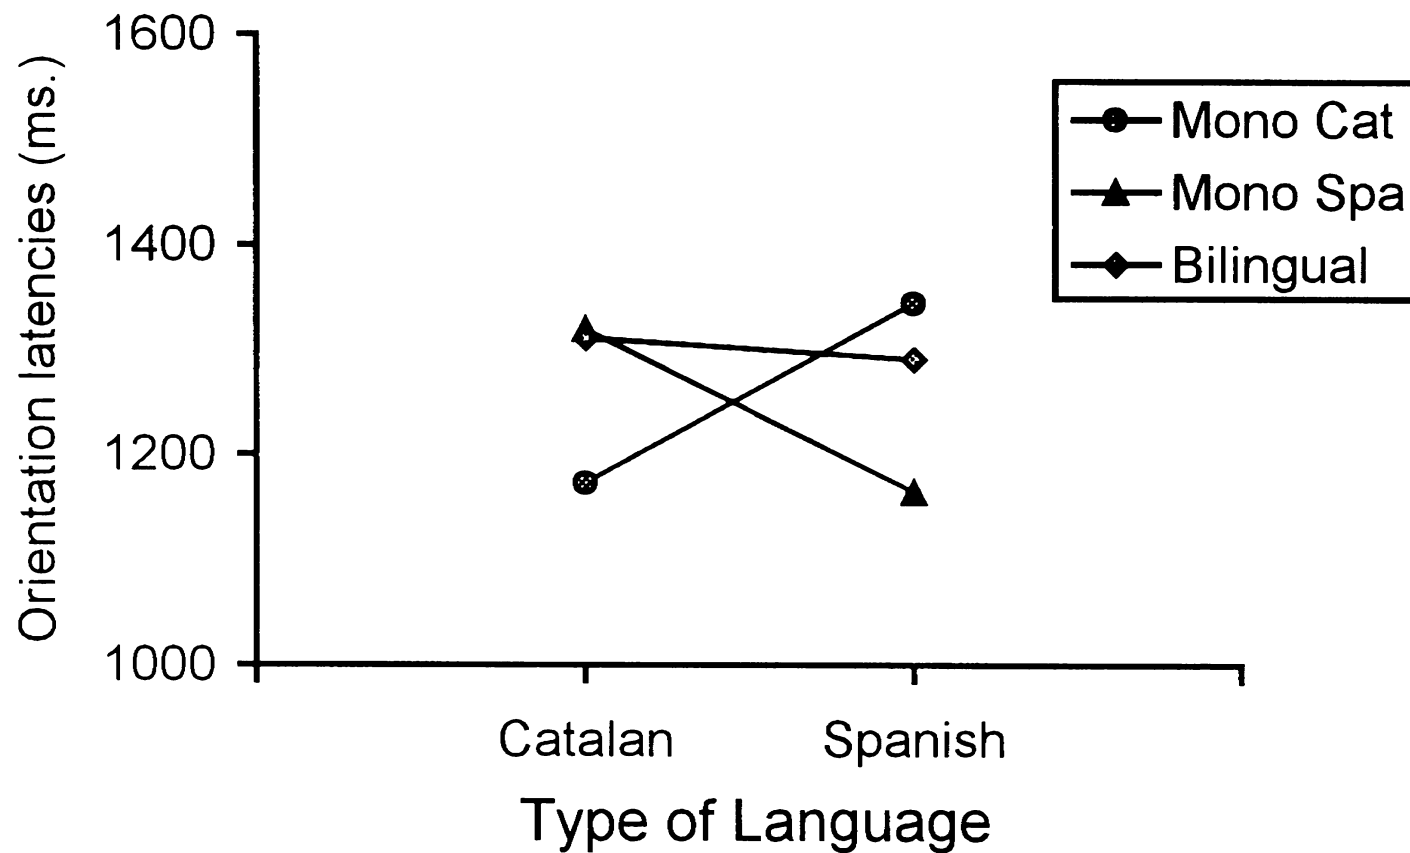 Orientation latencies (ms.)
1600
1400
1200
1000
Mono Cat
Mono Spa
Bilingual
Catalan
Spanish
Type of Language